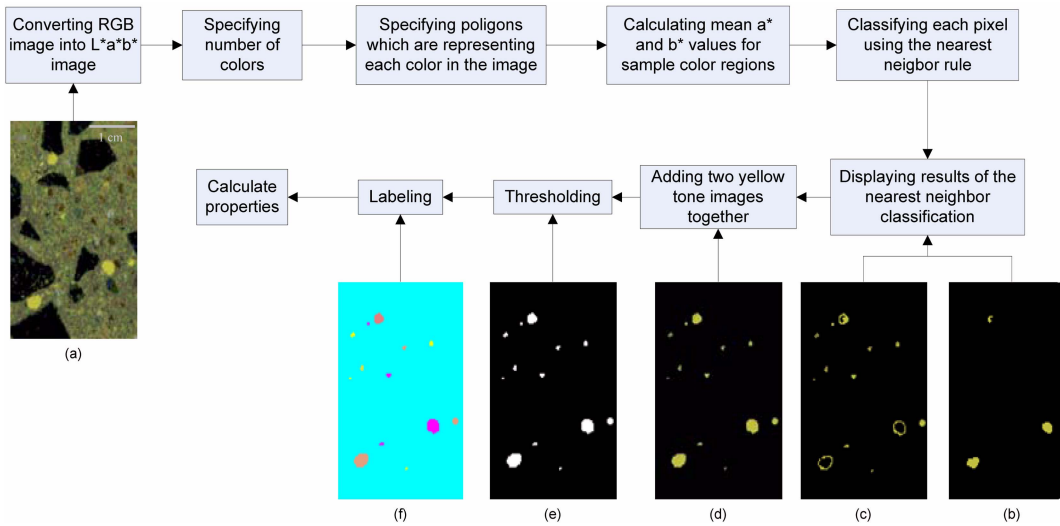 Converting RGB
image into L*a*b*
image
Specifying
number of
colors
Specifying poligons
which are representing
each color in the image
Calculating mean a*
and b* values for
sample color regions
Classifying each pixel
using the nearest
neigbor rule
1 cm
(a)
Calculate
properties
Labeling
Thresholding
Adding two yellow
tone images
together
Displaying results of the
nearest neighbor
classification
(f)
(e)
(d)
(c)
(b)